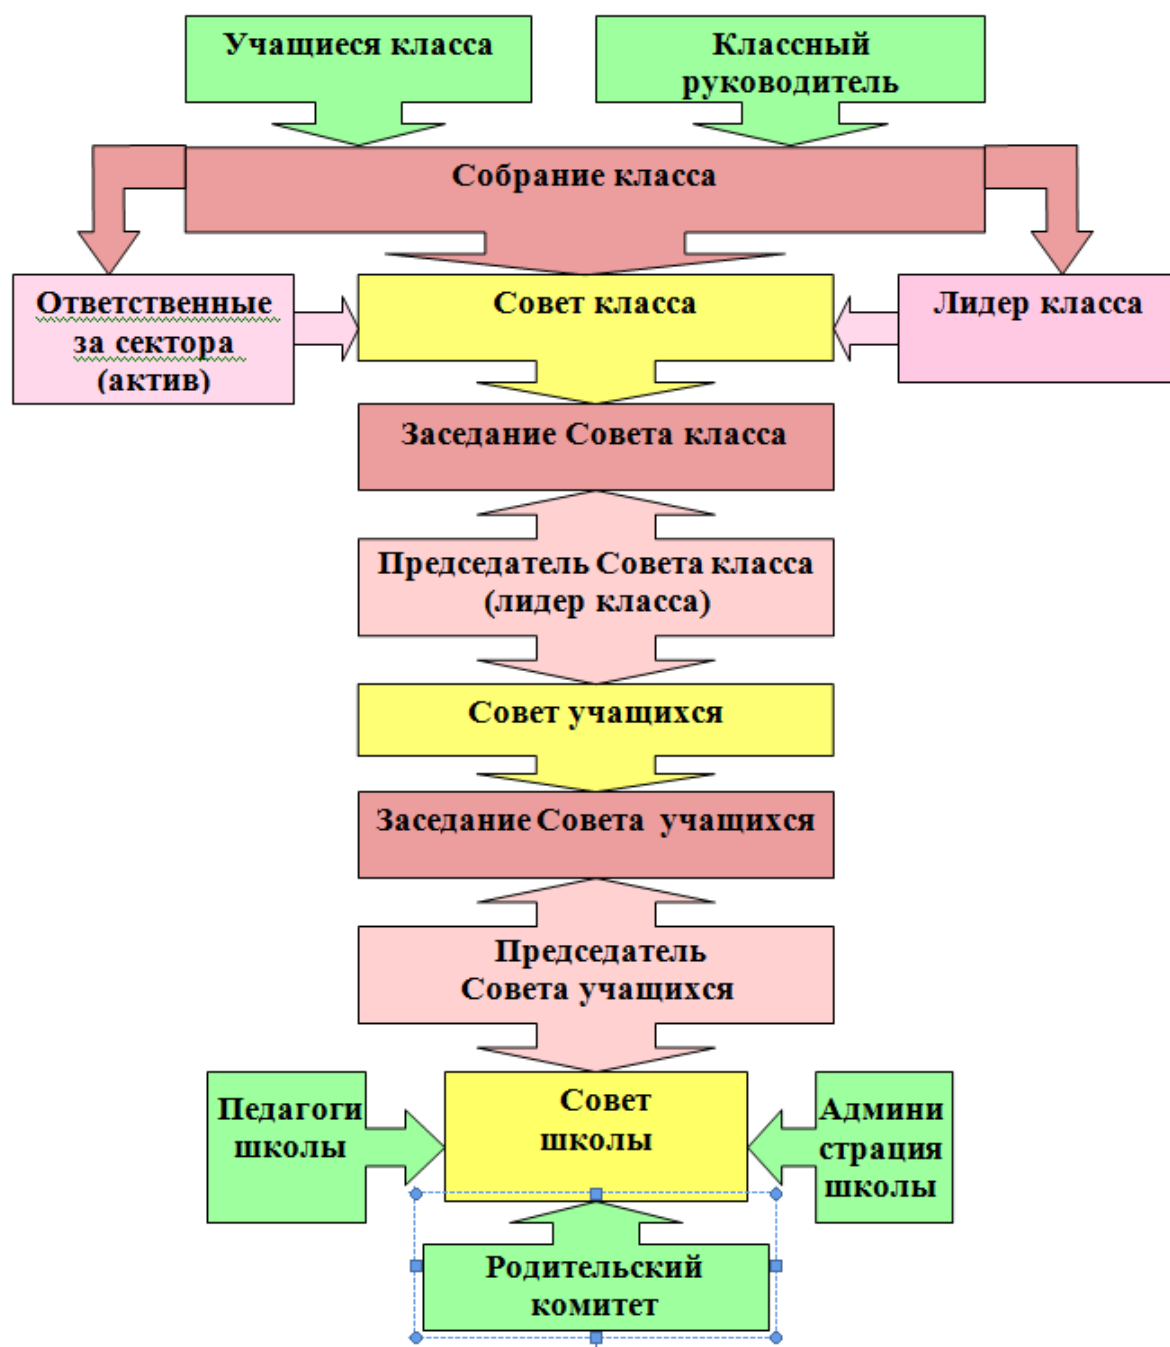 Учащиеся класса
Классный
руководитель
Собрание класса
Ответственные
за сектора
(актив)
Совет класса
Лидер класса
Заседание Совета класса
Председатель Совета класса
(лидер класса)
Совет учащихся
Заседание Совета учащихся
Председатель
Совета учащихся
Педагоги
школы
Совет
школы
Админи
страция
школы
Родительский
комитет